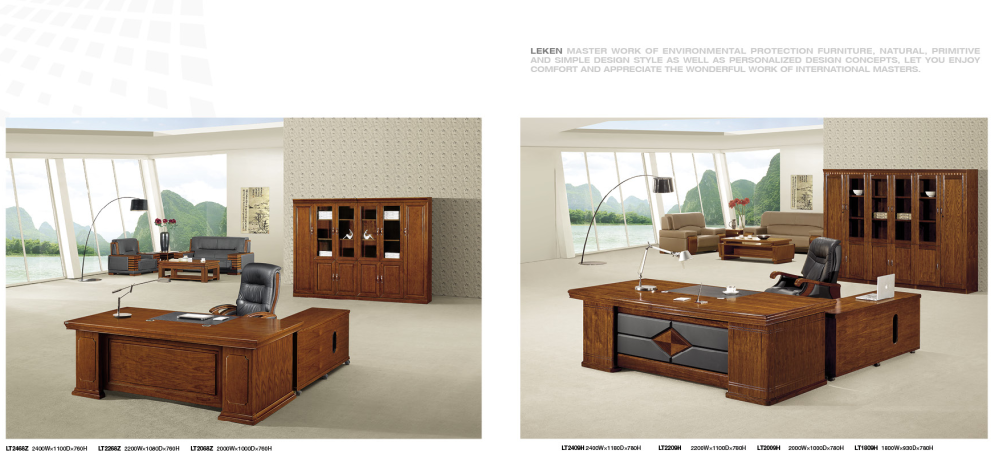 LEKEN MASTER WORK OF ENVIRONMENTAL PROTECTION FURNITURE, NATURAL, PRIMITIVE
AND SIMPLE DESIGN STYLE AS WELL AS PERSONALIZED DESIGN CONCEPTS, LET YOU ENJOY
COMFORT AND APPRECIATE THE WONDERFUL WORK OF INTERNATIONAL MASTERS.
LT2468Z 2400W×1100D×760H LT2268Z 2200W×1080D×760H LT2068Z 2000W×1000D×760H
LT2409H 2400W×1180D×780H LT2209H 2200W×1100D×780H LT2009H 2000W×1000D×780H LT1809H 1800W×930D×780H